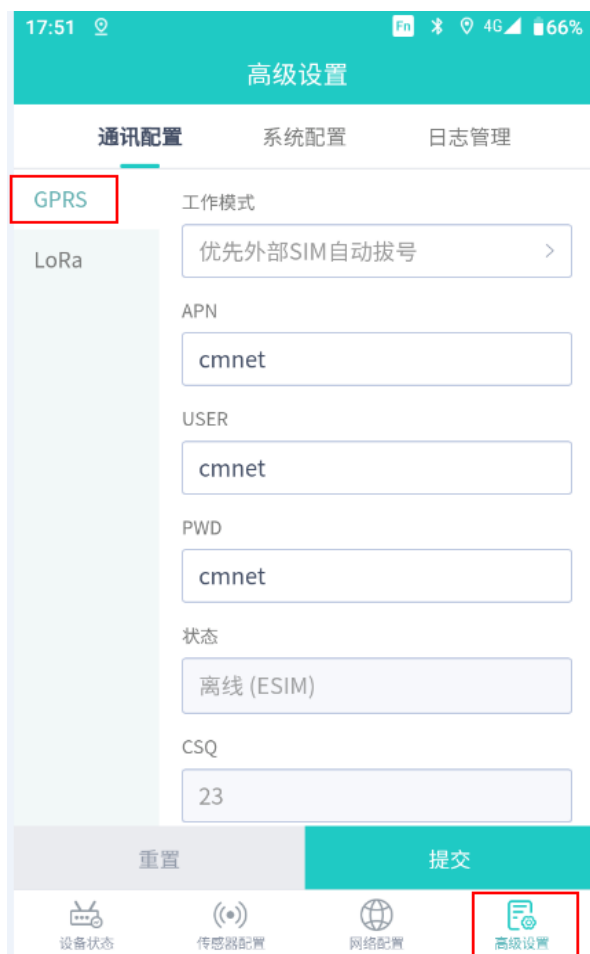 17:51 Fn 4G 66%
高级设置
通讯配置 系统配置 日志管理
GPRS
LoRa
工作模式
优先外部SIM自动拔号
APN
cmnet
USER
cmnet
PWD
cmnet
状态
离线 (ESIM)
CSQ
23
重置 提交
设备状态 传感器配置 网络配置 高级设置